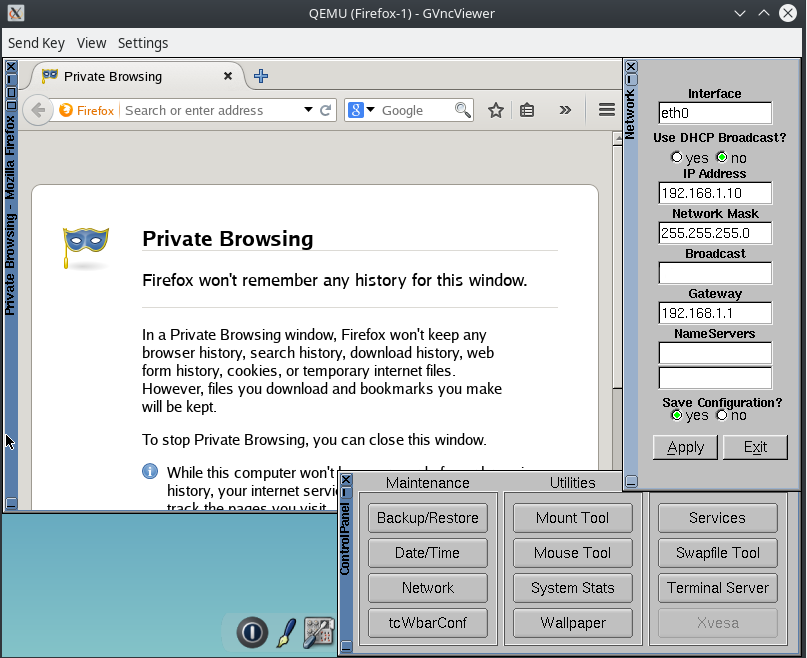 QEMU (Firefox-1) - GVncViewer
Send Key View Settings
Private Browsing - Mozilla Firefox
Private Browsing
Firefox Search or enter address
8 Google
Private Browsing
Firefox won't remember any history for this window.
In a Private Browsing window, Firefox won't keep any
browser history, search history, download history, web
form history, cookies, or temporary internet files.
However, files you download and bookmarks you make
will be kept.
To stop Private Browsing, you can close this window.
While this computer won't
history, your internet servi
track the pages you visit.
Network
Interface
eth0
Use DHCP Broadcast?
yes no
IP Address
192.168.1.10
Network Mask
255.255.255.0
Broadcast
Gateway
192.168.1.1
NameServers
Save Configuration?
yes no
Apply Exit
ControlPanel
Maintenance Utilities
Backup/Restore Mount Tool Services
Date/Time Mouse Tool Swapfile Tool
Network System Stats Terminal Server
tcWbarConf Wallpaper Xvesa